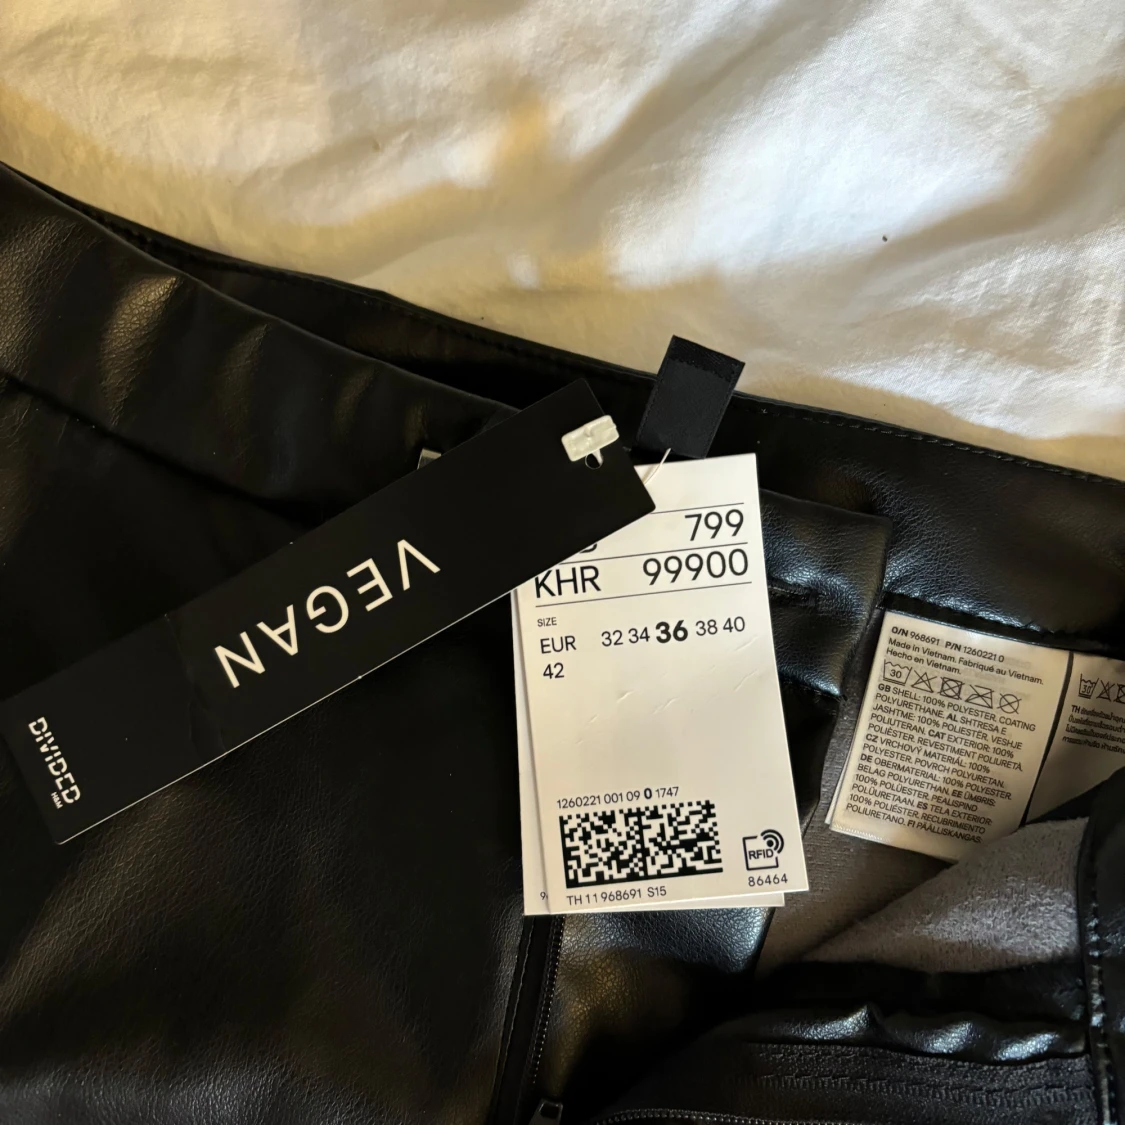 VEGAN
DIVIDED
H&M
799
KHR 99900
SIZE
EUR 32 34 36 38 40
42
1260221 001 09 0 1747
RFID
86464
TH 11 968691 S15
O/N 968691 P/N 1260221 0
Made in Vietnam. Fabriqué au Vietnam.
Hecho en Vietnam.
30
GB SHELL: 100% POLYESTER, COATING
POLYURETHANE. AL SHTRESA E
JASHTME: 100% POLIESTER, VESHJE
POLIUTERAN. CAT EXTERIOR: 100%
POLIÈSTER, REVESTIMENT POLIURETÀ.
CZ VRCHOVÝ MATERIÁL: 100%
POLYESTER, POVRCH POLYURETAN.
DE OBERMATERIAL: 100% POLYESTER,
BELAG POLYURETHAN. EE ÜMBRIS:
100% POLÜESTER, PEALISPIND
POLÜURETAAN. ES TELA EXTERIOR:
100% POLIÉSTER, RECUBRIMIENTO
POLIURETANO. FI PÄÄLLISKANGAS:
30
TH